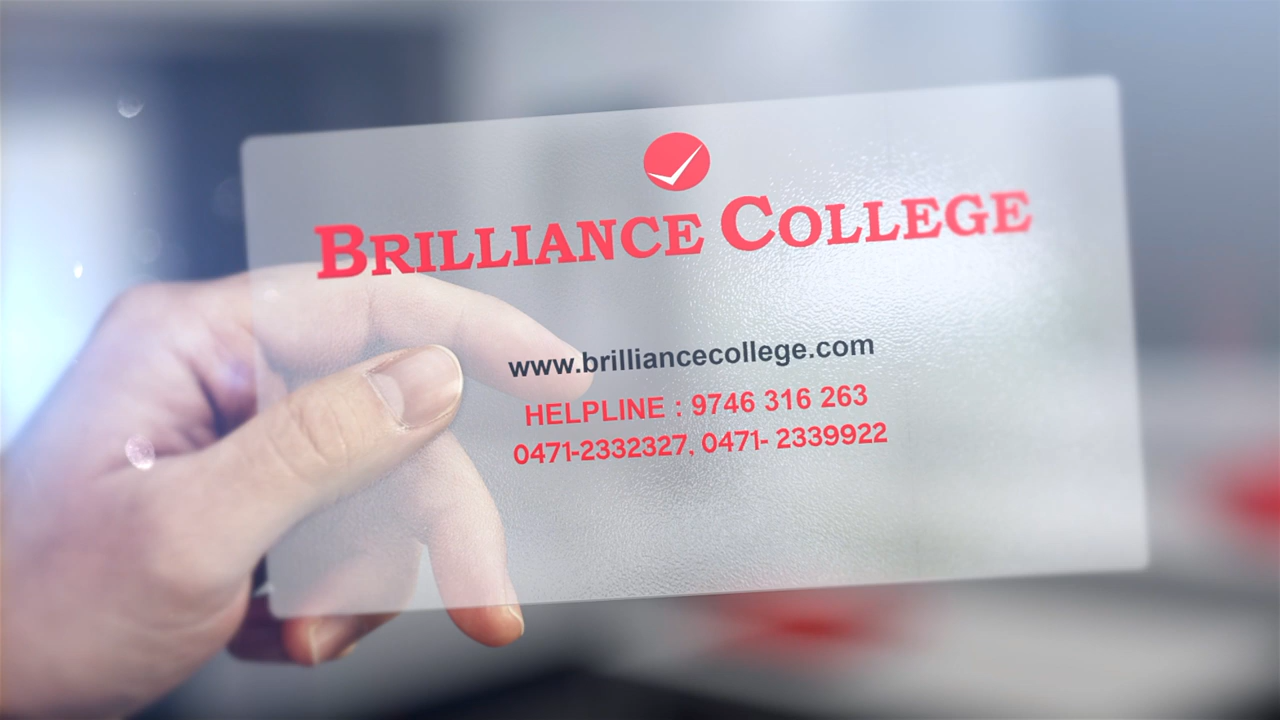 BRILLIANCE COLLEGE
www.brilliancecollege.com
HELPLINE : 9746 316 263
0471-2332327, 0471- 2339922